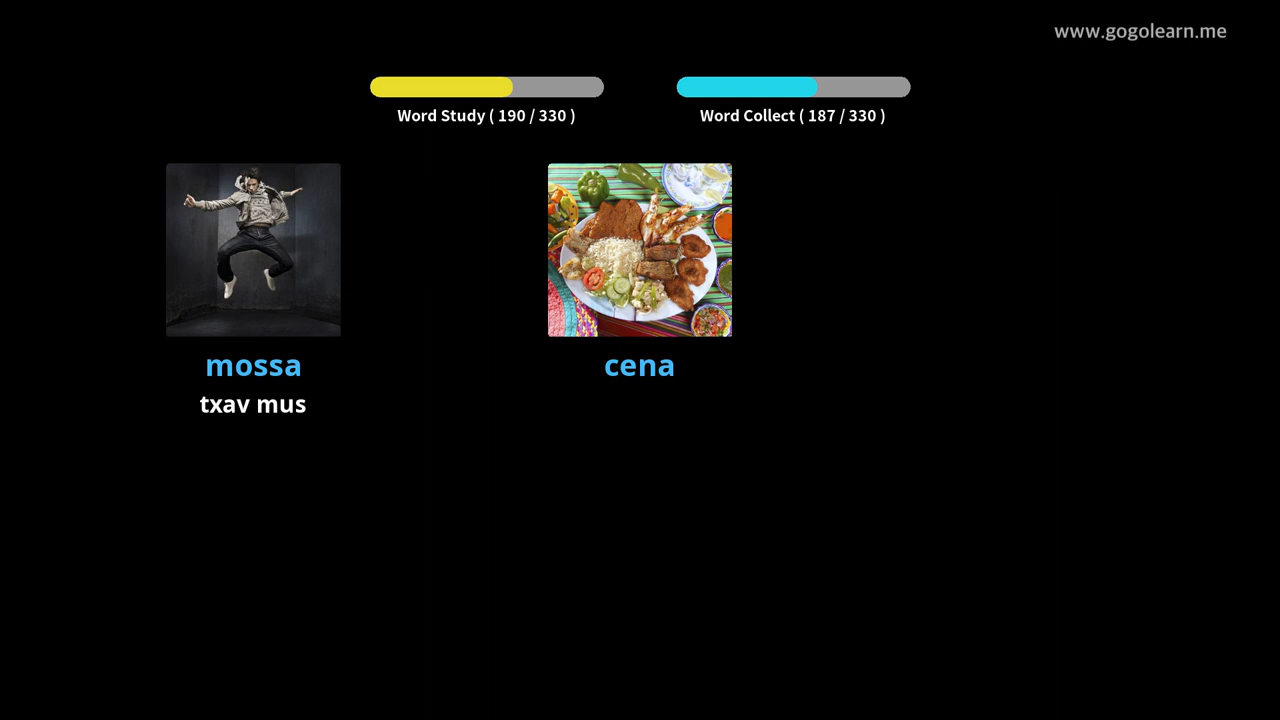 www.gogolearn.me
Word Study ( 190 / 330 )
Word Collect ( 187 / 330 )
mossa
cena
txav mus